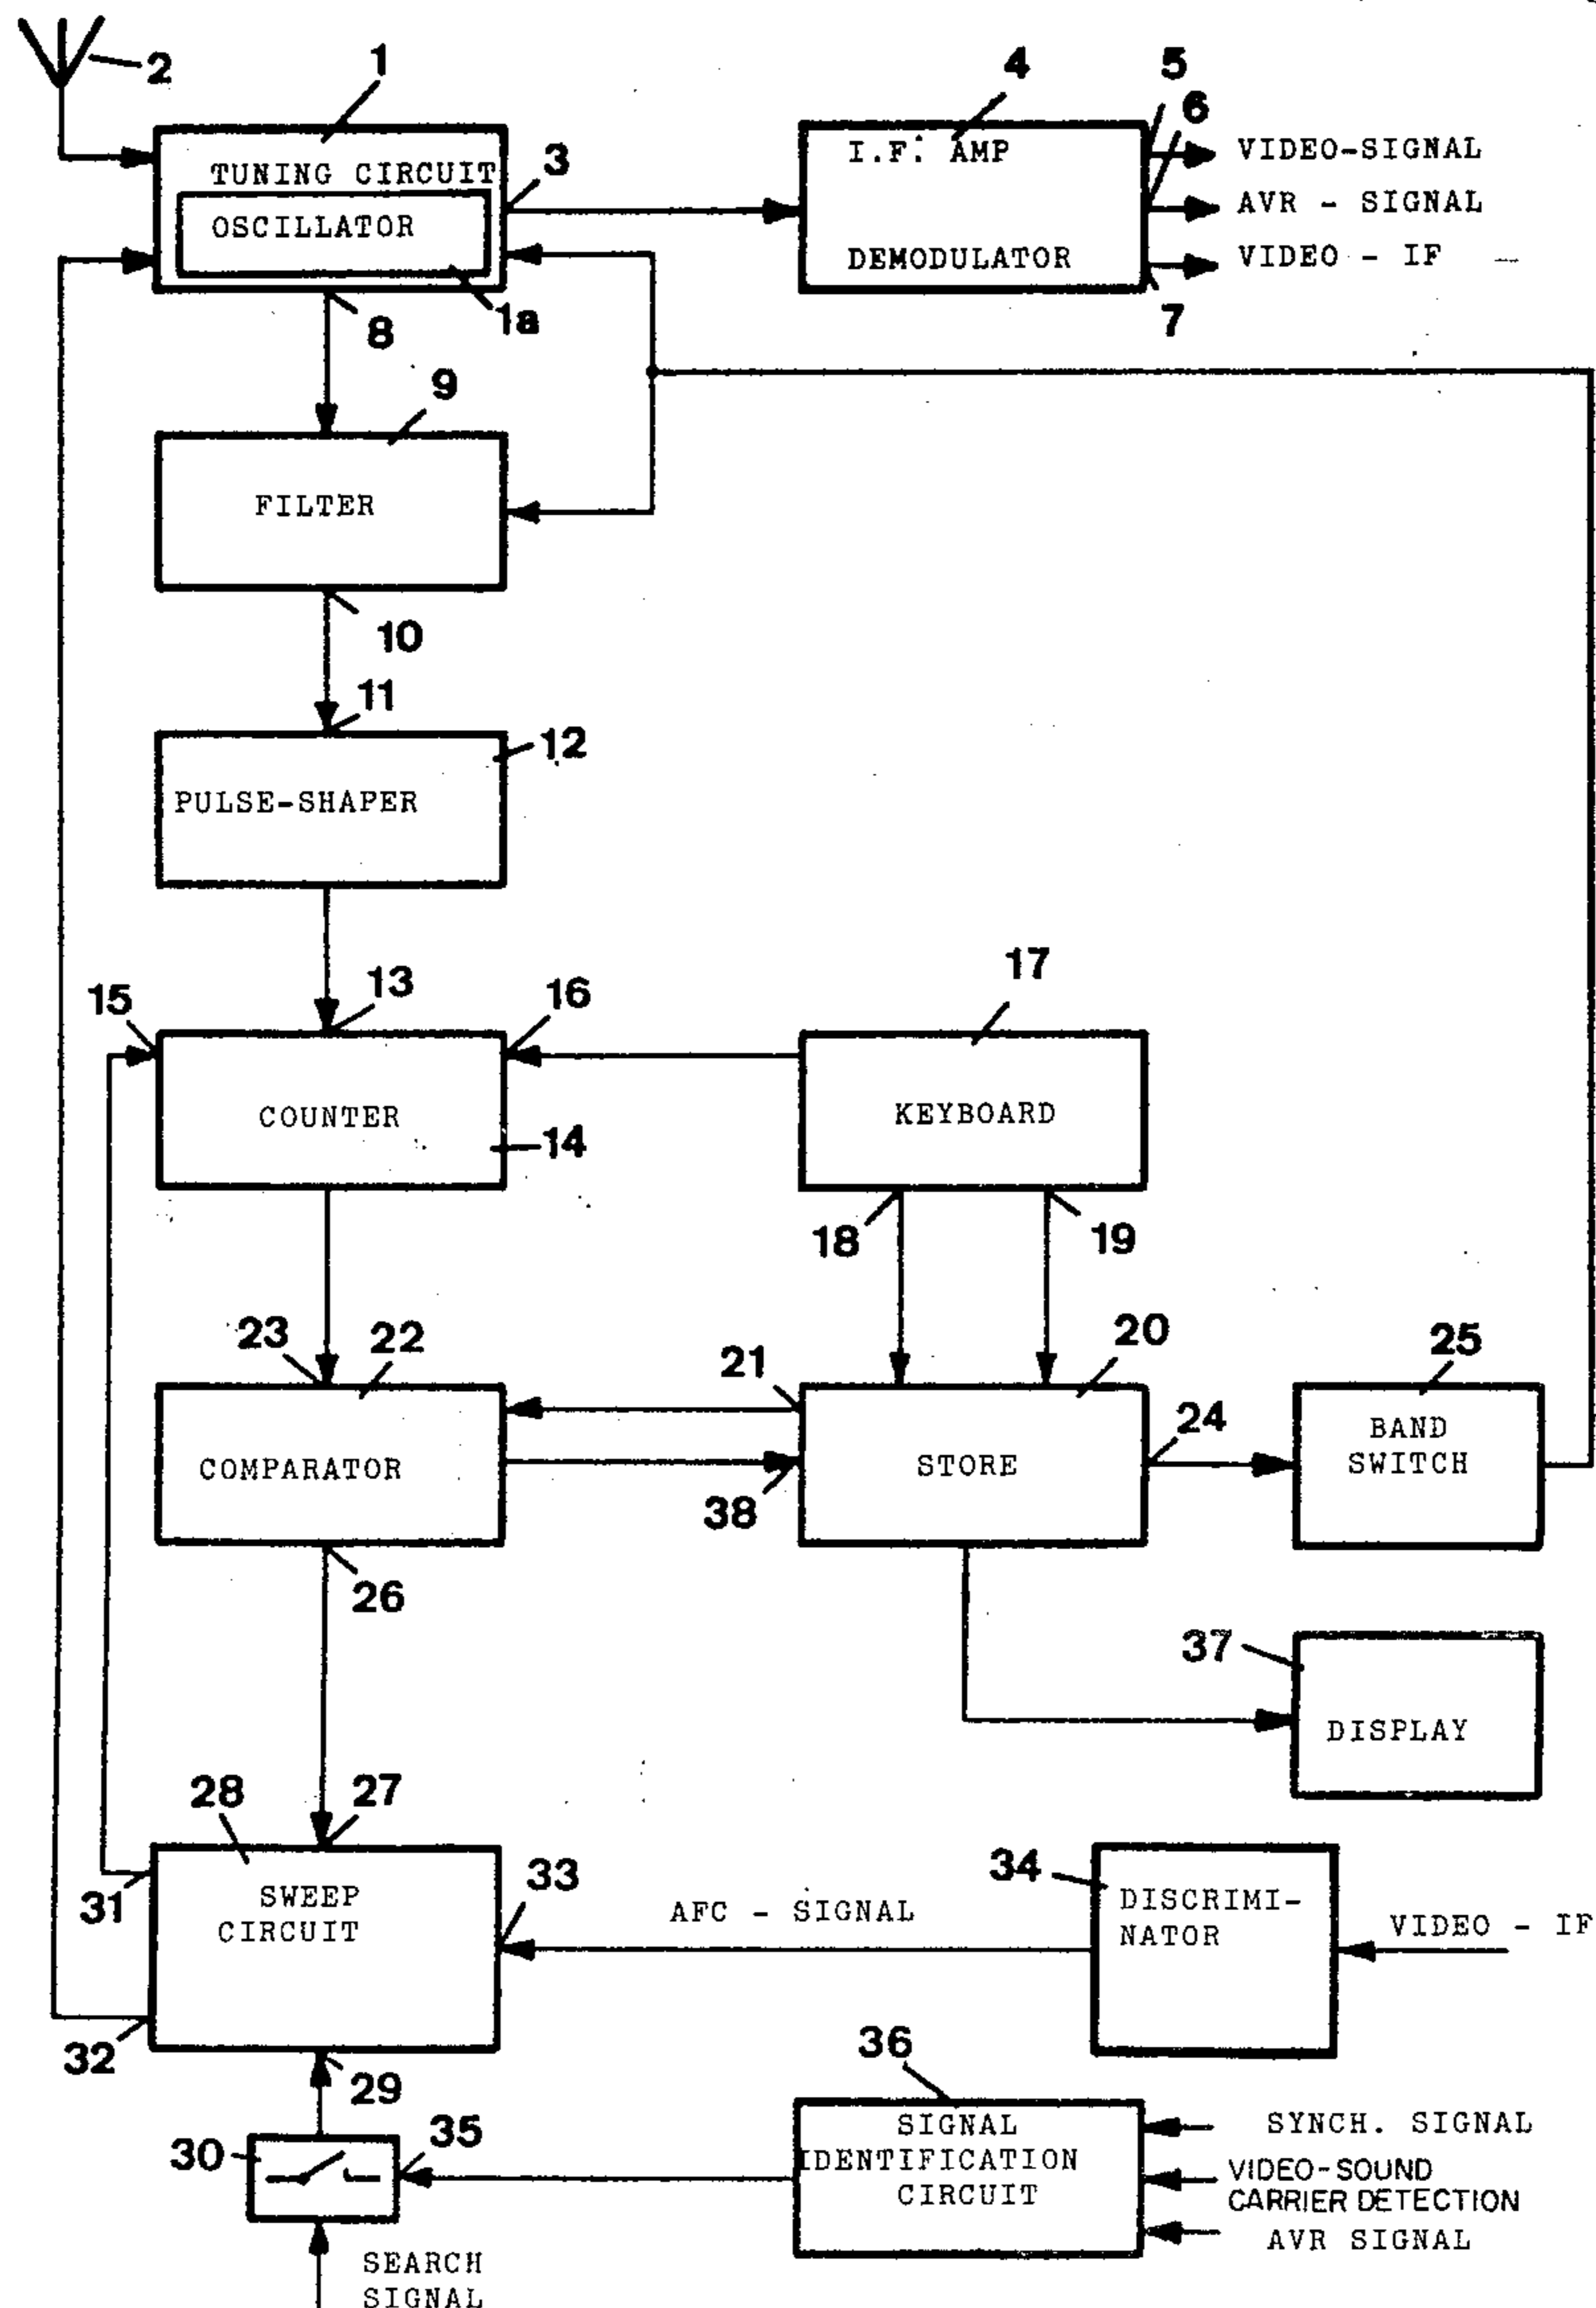 2
1
TUNING CIRCUIT
OSCILLATOR
3
1a
8
4
I.F. AMP
DEMODULATOR
5
6
7
VIDEO-SIGNAL
AVR - SIGNAL
VIDEO - IF
9
FILTER
10
11
12
PULSE-SHAPER
13
15
16
COUNTER
14
17
KEYBOARD
18
19
23
22
COMPARATOR
21
38
20
STORE
24
25
BAND
SWITCH
26
37
DISPLAY
28
27
SWEEP
CIRCUIT
31
32
33
AFC - SIGNAL
34
DISCRIMI-
NATOR
VIDEO - IF
29
30
35
SEARCH
SIGNAL
36
SIGNAL
IDENTIFICATION
CIRCUIT
SYNCH. SIGNAL
VIDEO-SOUND
CARRIER DETECTION
AVR SIGNAL